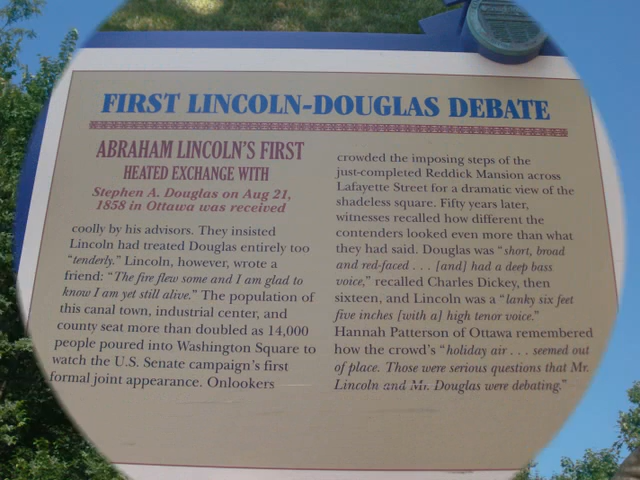 FIRST LINCOLN-DOUGLAS DEBATE
ABRAHAM LINCOLN'S FIRST
HEATED EXCHANGE WITH
Stephen A. Douglas on Aug 21,
1858 in Ottawa was received
coolly by his advisors. They insisted
Lincoln had treated Douglas entirely too
"tenderly." Lincoln, however, wrote a
friend: "The fire flew some and I am glad to
know I am yet still alive." The population of
this canal town, industrial center, and
county seat more than doubled as 14,000
people poured into Washington Square to
watch the U.S. Senate campaign's first
formal joint appearance. Onlookers
crowded the imposing steps of the
just-completed Reddick Mansion across
Lafayette Street for a dramatic view of the
shadeless square. Fifty years later,
witnesses recalled how different the
contenders looked even more than what
they had said. Douglas was "short, broad
and red-faced . . . [and] had a deep bass
voice," recalled Charles Dickey, then
sixteen, and Lincoln was a "lanky six feet
five inches [with a] high tenor voice."
Hannah Patterson of Ottawa remembered
how the crowd's "holiday air . . . seemed out
of place. Those were serious questions that Mr.
Lincoln and Mr. Douglas were debating."